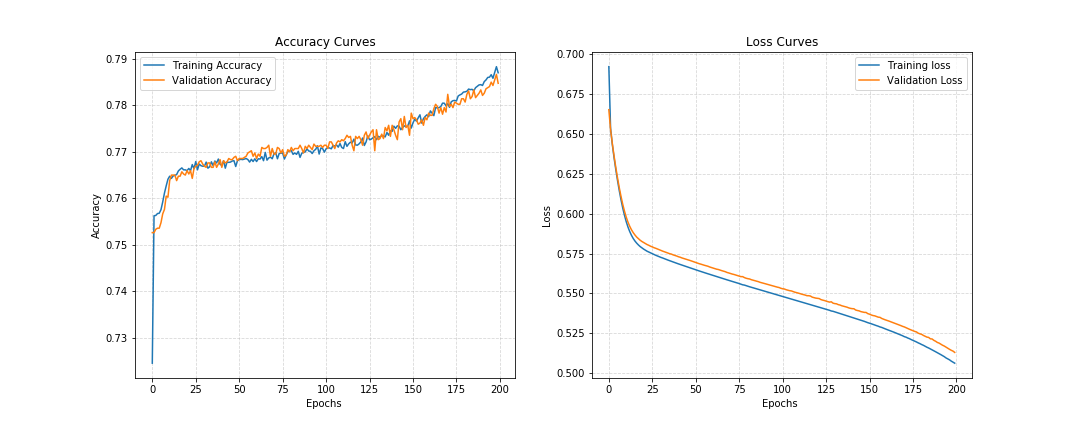 Accuracy Curves
Training Accuracy
Validation Accuracy
Accuracy
0.79
0.78
0.77
0.76
0.75
0.74
0.73
0 25 50 75 100 125 150 175 200
Epochs
Loss Curves
Training loss
Validation Loss
Loss
0.700
0.675
0.650
0.625
0.600
0.575
0.550
0.525
0.500
0 25 50 75 100 125 150 175 200
Epochs